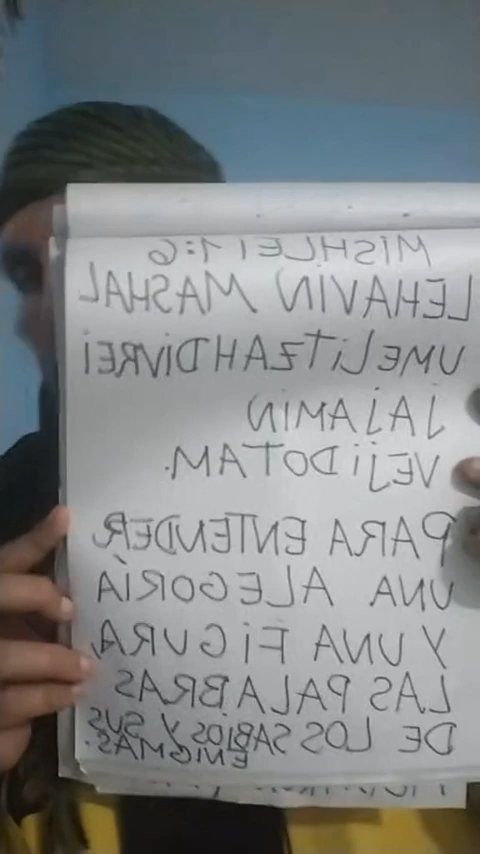 MISHLEI 1:6
LEHAVIN MASHAL
UMELITZAH DIVREI
JAJAMIN
VEJIDOTAM.
PARA ENTENDER
UNA ALEGORÍA
Y UNA FIGURA
LAS PALABRAS
DE LOS SABIOS Y SUS
ENIGMAS.